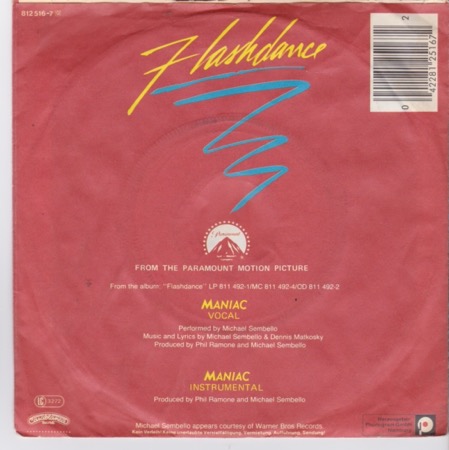 812 516-7
Flashdance
0 42281 25167 2
Paramount
FROM THE PARAMOUNT MOTION PICTURE
From the album: "Flashdance" LP 811 492-1/MC 811 492-4/CD 811 492-2
MANIAC
VOCAL
Performed by Michael Sembello
Music and Lyrics by Michael Sembello & Dennis Matkosky
Produced by Phil Ramone and Michael Sembello
MANIAC
INSTRUMENTAL
Produced by Phil Ramone and Michael Sembello
Michael Sembello appears courtesy of Warner Bros Records